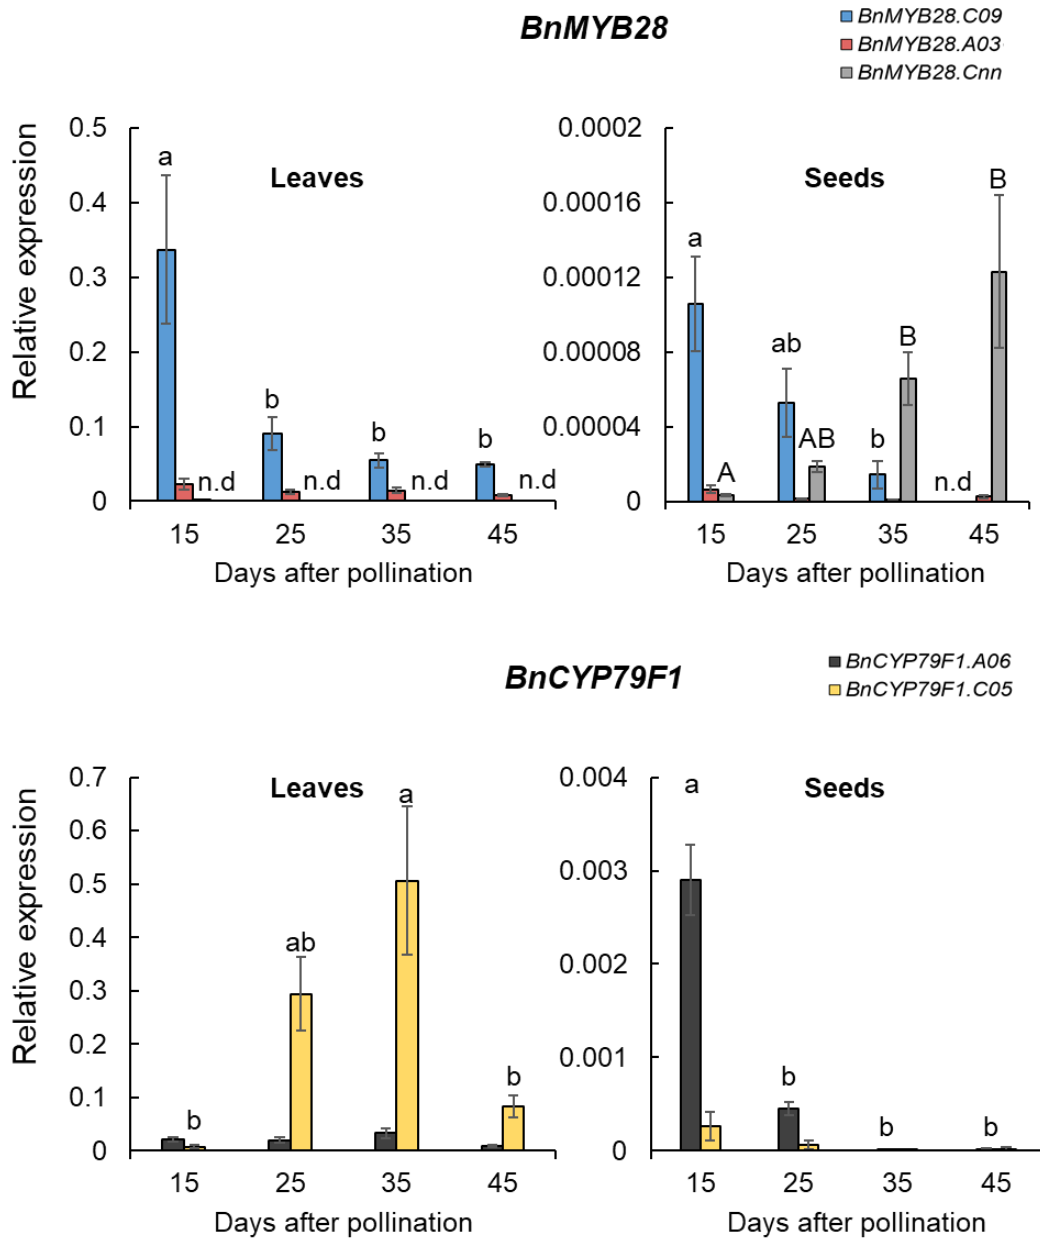 BnMYB28
BnMYB28.C09
BnMYB28.A03
BnMYB28.Cnn
Relative expression
0.5
0.4
0.3
0.2
0.1
0
Leaves
a
b
b
b
n.d
n.d
n.d
n.d
15 25 35 45
Days after pollination
0.0002
0.00016
0.00012
0.00008
0.00004
0
Seeds
a
A
ab
AB
b
B
n.d
B
15 25 35 45
Days after pollination
BnCYP79F1
BnCYP79F1.A06
BnCYP79F1.C05
Relative expression
0.7
0.6
0.5
0.4
0.3
0.2
0.1
0
Leaves
b
ab
a
b
15 25 35 45
Days after pollination
0.004
0.003
0.002
0.001
0
Seeds
a
b
b
b
15 25 35 45
Days after pollination